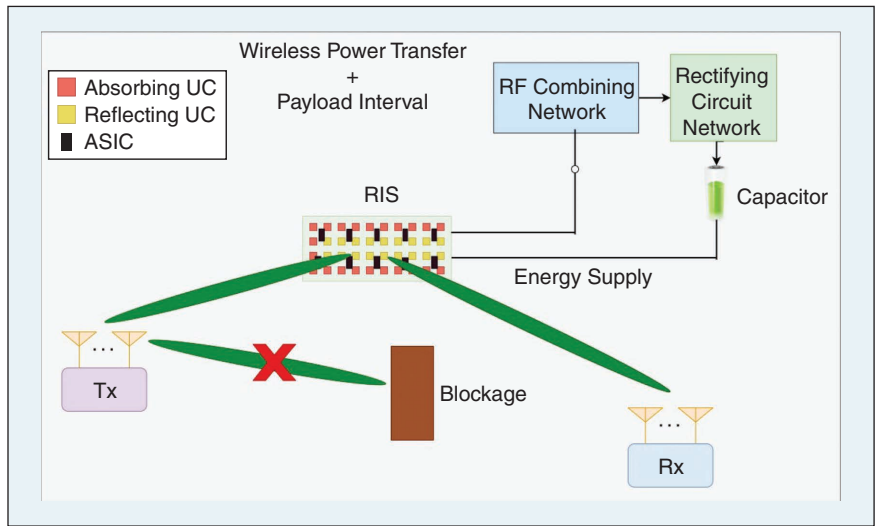 Wireless Power Transfer
+
Payload Interval
Absorbing UC
Reflecting UC
ASIC
RF Combining
Network
Rectifying
Circuit
Network
Capacitor
RIS
Energy Supply
...
Tx
Blockage
...
Rx